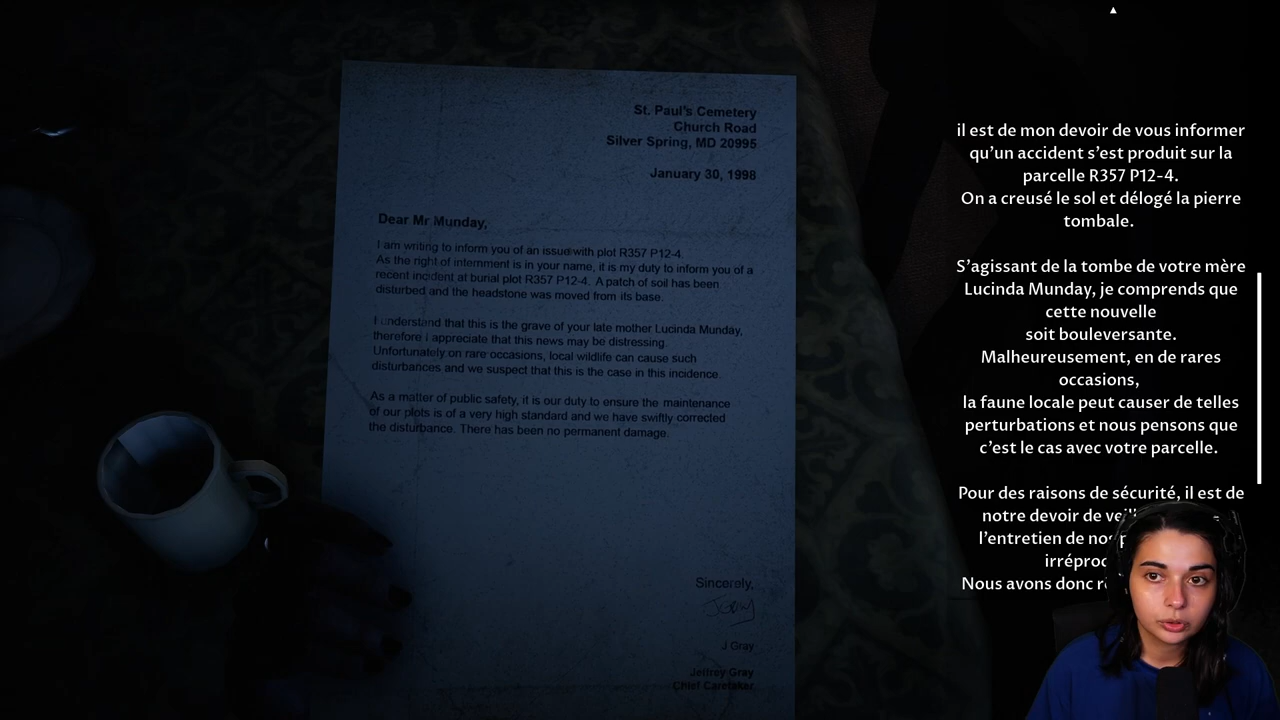 St. Paul's Cemetery
Church Road
Silver Spring, MD 20995
January 30, 1998
Dear Mr Munday,
I am writing to inform you of an issue with plot R357 P12-4.
As the right of internment is in your name, it is my duty to inform you of a
recent incident at burial plot R357 P12-4. A patch of soil has been
disturbed and the headstone was moved from its base.
I understand that this is the grave of your late mother Lucinda Munday,
therefore I appreciate that this news may be distressing.
Unfortunately on rare occasions, local wildlife can cause such
disturbances and we suspect that this is the case in this incidence.
As a matter of public safety, it is our duty to ensure the maintenance
of our plots is of a very high standard and we have swiftly corrected
the disturbance. There has been no permanent damage.
Sincerely,
JGray
J Gray
Jeffrey Gray
Chief Caretaker
il est de mon devoir de vous informer
qu'un accident s'est produit sur la
parcelle R357 P12-4.
On a creusé le sol et délogé la pierre
tombale.
S'agissant de la tombe de votre mère
Lucinda Munday, je comprends que
cette nouvelle
soit bouleversante.
Malheureusement, en de rares
occasions,
la faune locale peut causer de telles
perturbations et nous pensons que
c'est le cas avec votre parcelle.
Pour des raisons de sécurité, il est de
notre devoir de
l'entretien de nos
Nous avons donc